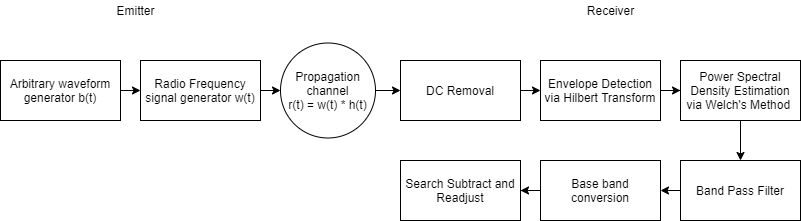 Emitter
Receiver
Arbitrary waveform
generator b(t)
Radio Frequency
signal generator w(t)
Propagation
channel
r(t) = w(t) * h(t)
DC Removal
Envelope Detection
via Hilbert Transform
Power Spectral
Density Estimation
via Welch's Method
Band Pass Filter
Base band
conversion
Search Subtract and
Readjust